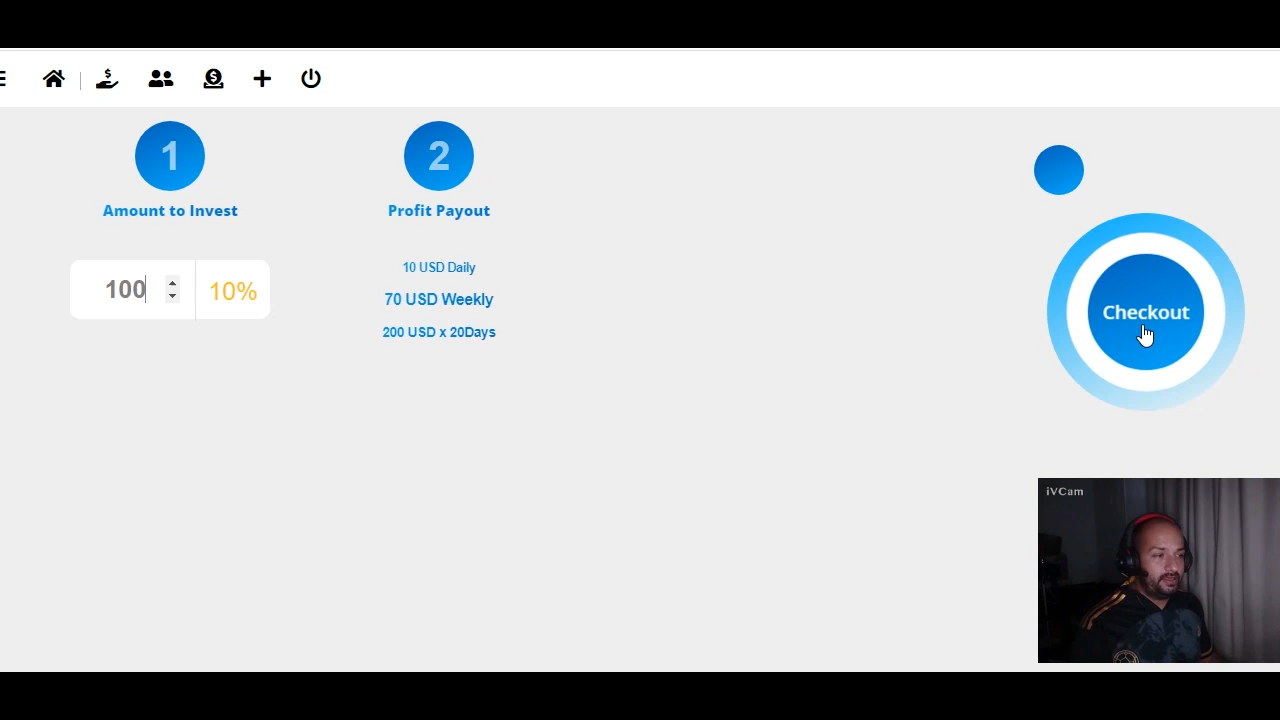 1
2
Amount to Invest
Profit Payout
100
10%
10 USD Daily
70 USD Weekly
200 USD x 20Days
Checkout
iVCam